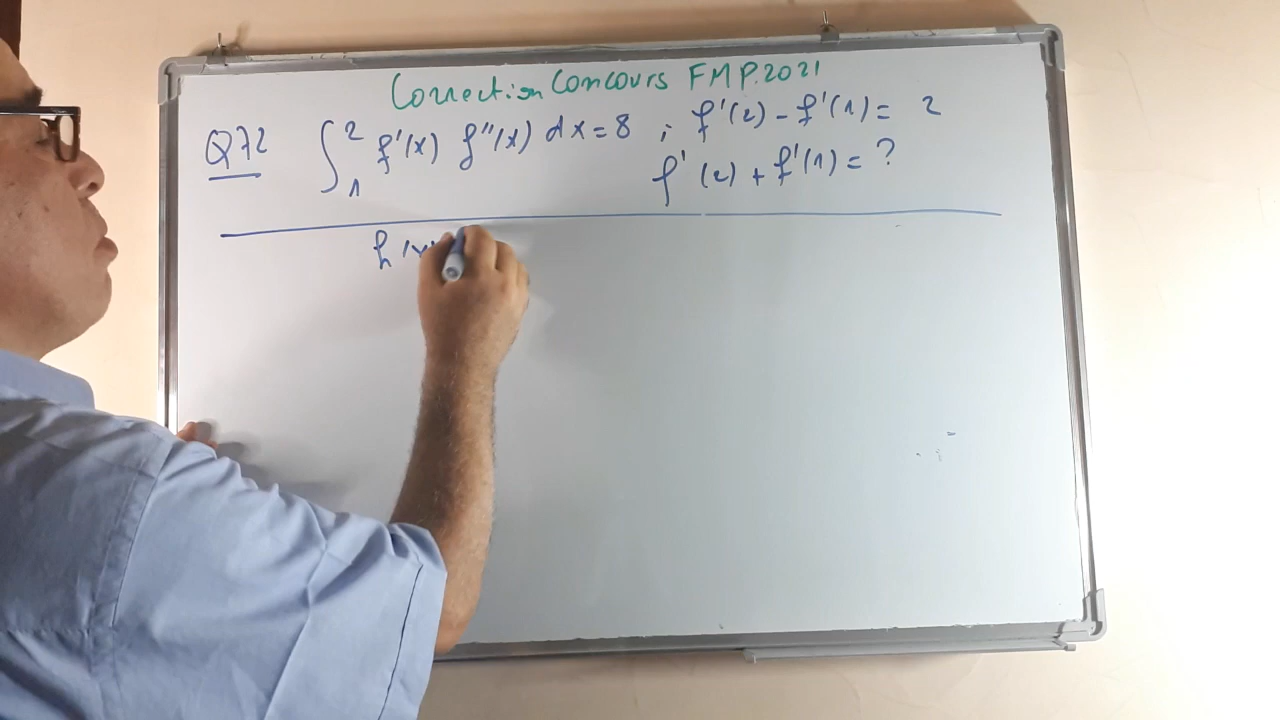 Correction Concours FMP.2021
Q72 ∫₁² f'(x) f''(x) dx = 8 ; f'(2) - f'(1) = 2
f'(2) + f'(1) = ?
h(x)